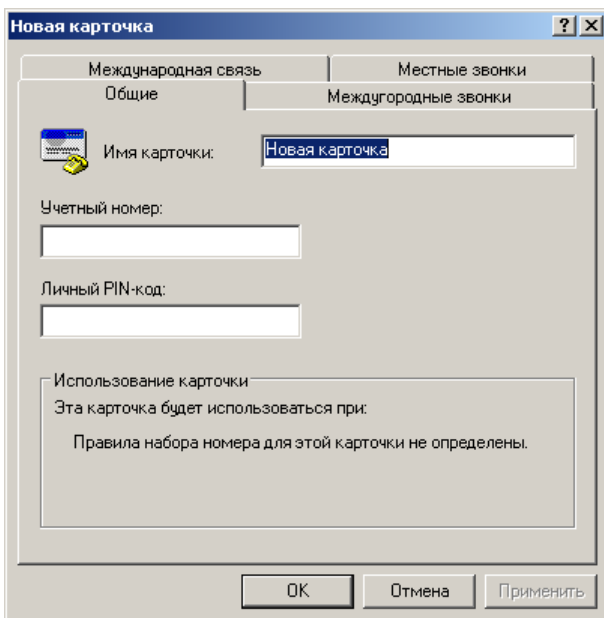 Новая карточка
Международная связь
Местные звонки
Общие
Междугородные звонки
Имя карточки:
Новая карточка
Учетный номер:
Личный PIN-код:
Использование карточки
Эта карточка будет использоваться при:
Правила набора номера для этой карточки не определены.
OK
Отмена
Применить